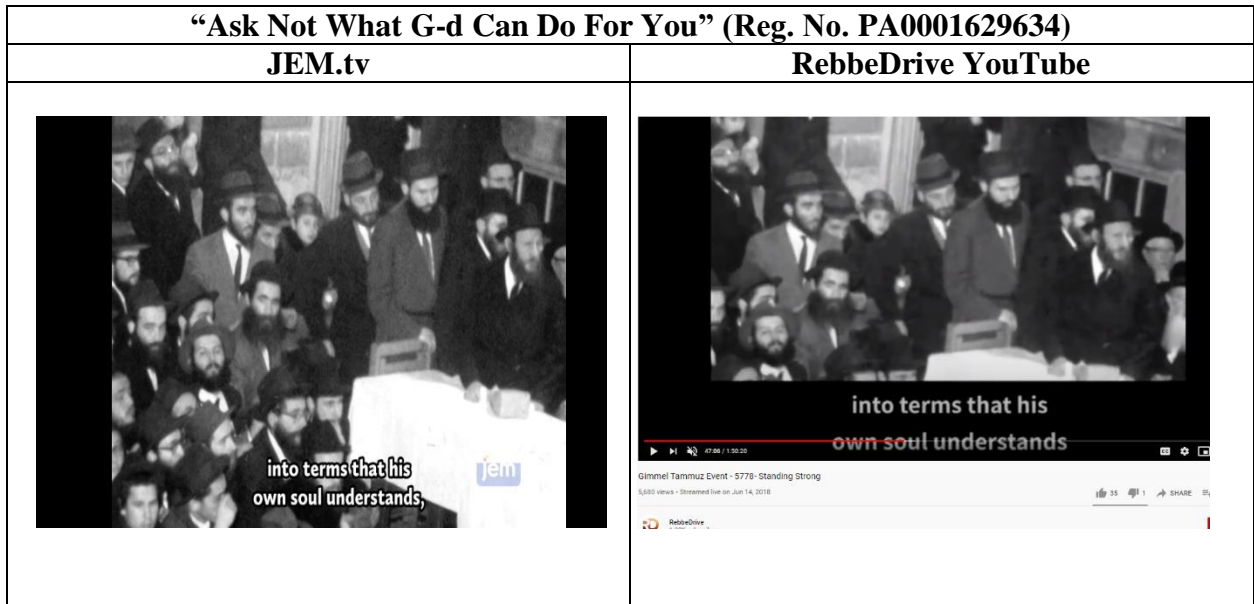 “Ask Not What G-d Can Do For You” (Reg. No. PA0001629634)
JEM.tv
RebbeDrive YouTube
into terms that his
own soul understands,
jem
into terms that his
own soul understands
47:06 / 1:50:20
Gimmel Tammuz Event - 5778- Standing Strong
5,680 views • Streamed live on Jun 14, 2018
35 1 SHARE
RebbeDrive